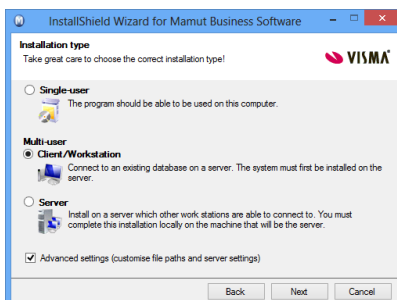 InstallShield Wizard for Mamut Business Software
Installation type
Take great care to choose the correct installation type!
VISMA
Single-user
The program should be able to be used on this computer.
Multi-user
Client/Workstation
Connect to an existing database on a server. The system must first be installed on the
server.
Server
Install on a server which other work stations are able to connect to. You must
complete this installation locally on the machine that will be the server.
Advanced settings (customise file paths and server settings)
Back
Next
Cancel